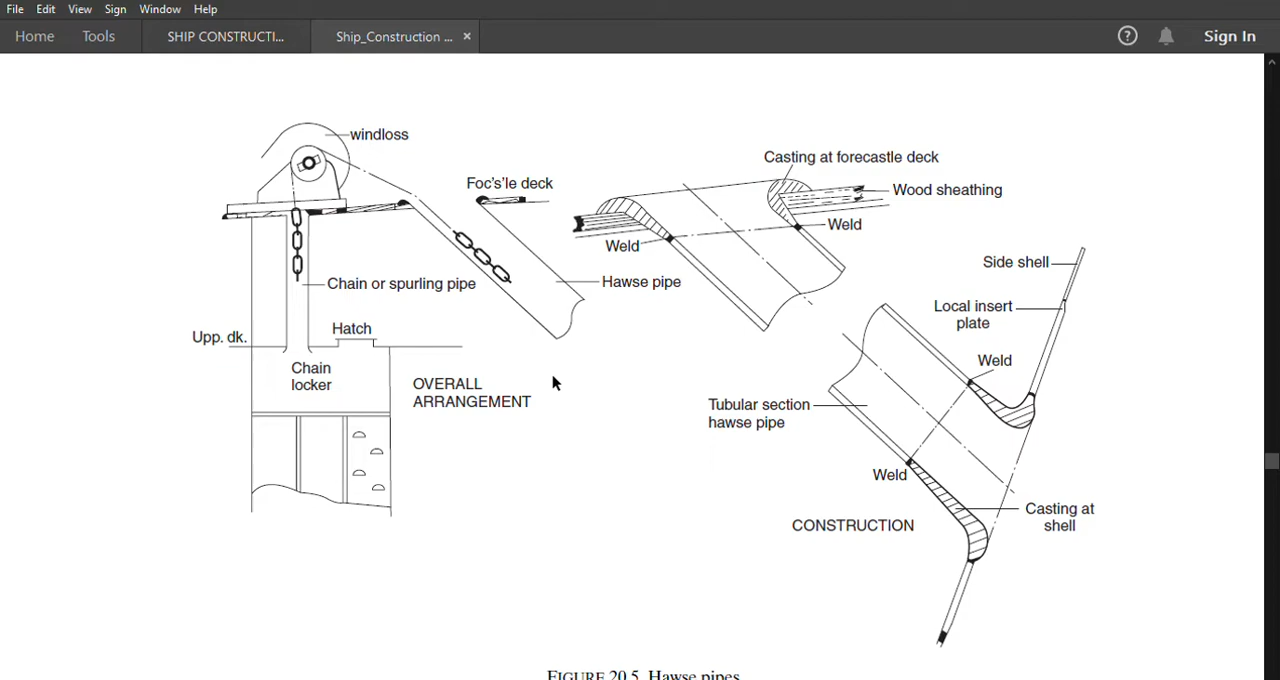 File Edit View Sign Window Help
Home Tools SHIP CONSTRUCTI... Ship_Construction ... × ? Sign In
windloss
Foc's'le deck
Casting at forecastle deck
Wood sheathing
Weld
Weld
Chain or spurling pipe
Hawse pipe
Side shell
Local insert
plate
Upp. dk.
Hatch
Chain
locker
OVERALL
ARRANGEMENT
Weld
Tubular section
hawse pipe
Weld
Casting at
shell
CONSTRUCTION
FIGURE 20.5 Hawse pipes